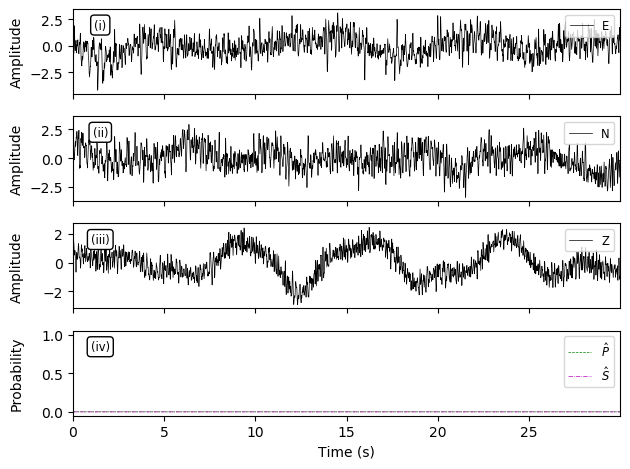 Amplitude
2.5
0.0
−2.5
(i)
E
Amplitude
2.5
0.0
−2.5
(ii)
N
Amplitude
2
0
−2
(iii)
Z
Probability
1.0
0.5
0.0
(iv)
P̂
Ŝ
0 5 10 15 20 25
Time (s)